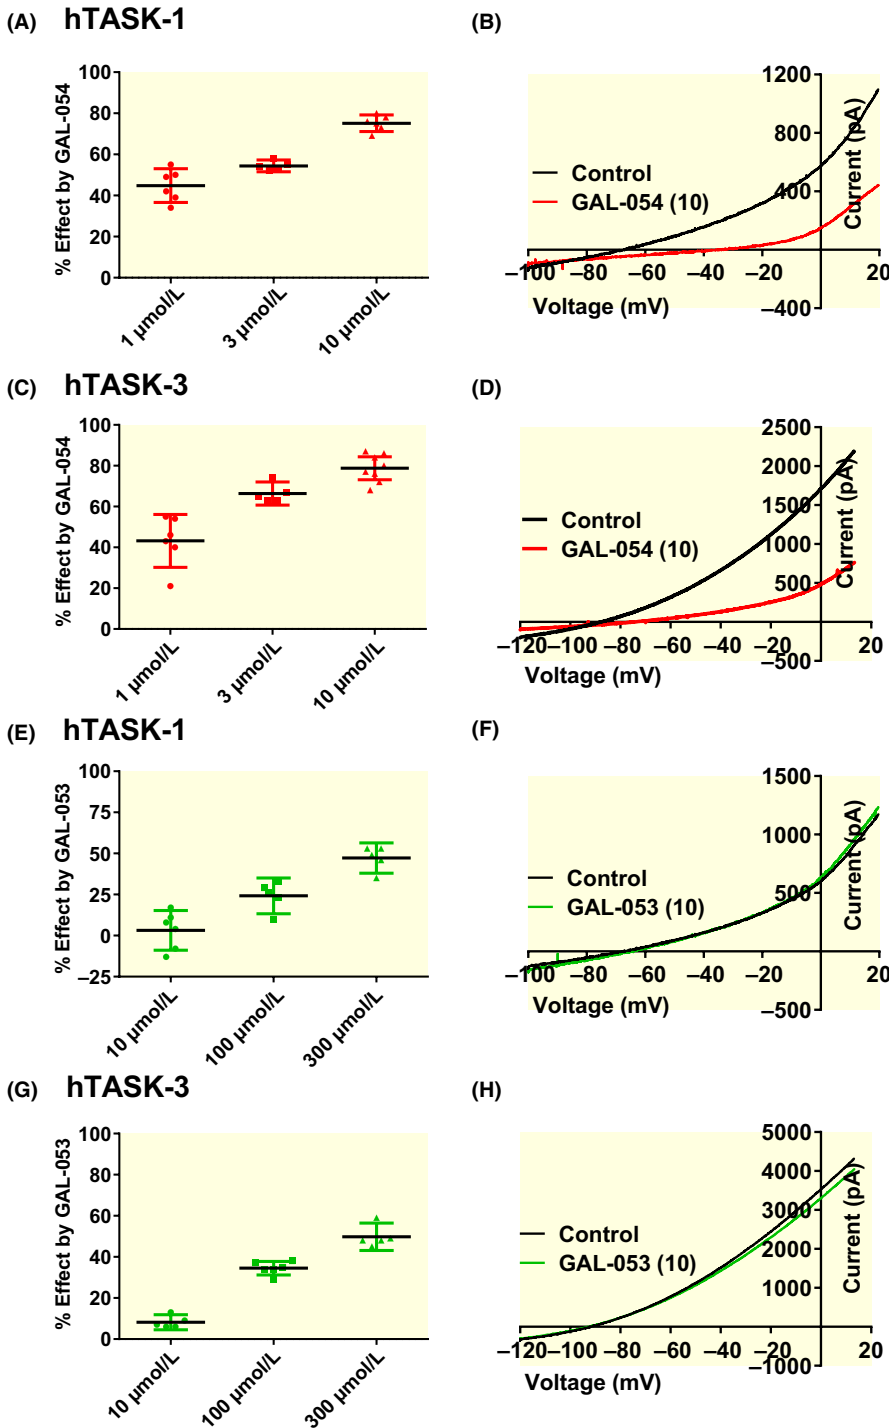 (A) hTASK-1
% Effect by GAL-054
100
80
60
40
20
0
1 µmol/L
3 µmol/L
10 µmol/L
(B)
1200
800
400
–400
–100
–80
–60
–40
–20
0
20
Control
GAL-054 (10)
Voltage (mV)
Current (pA)
(C) hTASK-3
% Effect by GAL-054
100
80
60
40
20
0
1 µmol/L
3 µmol/L
10 µmol/L
(D)
2500
2000
1500
1000
500
–500
–120
–100
–80
–60
–40
–20
0
20
Control
GAL-054 (10)
Voltage (mV)
Current (pA)
(E) hTASK-1
% Effect by GAL-053
100
75
50
25
0
–25
10 µmol/L
100 µmol/L
300 µmol/L
(F)
1500
1000
500
–500
–100
–80
–60
–40
–20
0
20
Control
GAL-053 (10)
Voltage (mV)
Current (pA)
(G) hTASK-3
% Effect by GAL-053
100
80
60
40
20
0
10 µmol/L
100 µmol/L
300 µmol/L
(H)
5000
4000
3000
2000
1000
–1000
–120
–100
–80
–60
–40
–20
0
20
Control
GAL-053 (10)
Voltage (mV)
Current (pA)